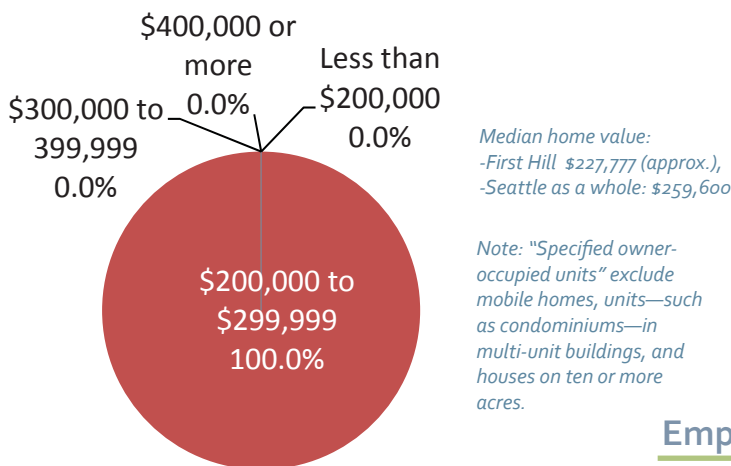 $400,000 or
more
0.0%
Less than
$200,000
0.0%
$300,000 to
399,999
0.0%
$200,000 to
$299,999
100.0%
Median home value:
-First Hill $227,777 (approx.),
-Seattle as a whole: $259,600
Note: “Specified owner-
occupied units” exclude
mobile homes, units—such
as condominiums—in
multi-unit buildings, and
houses on ten or more
acres.
Emp